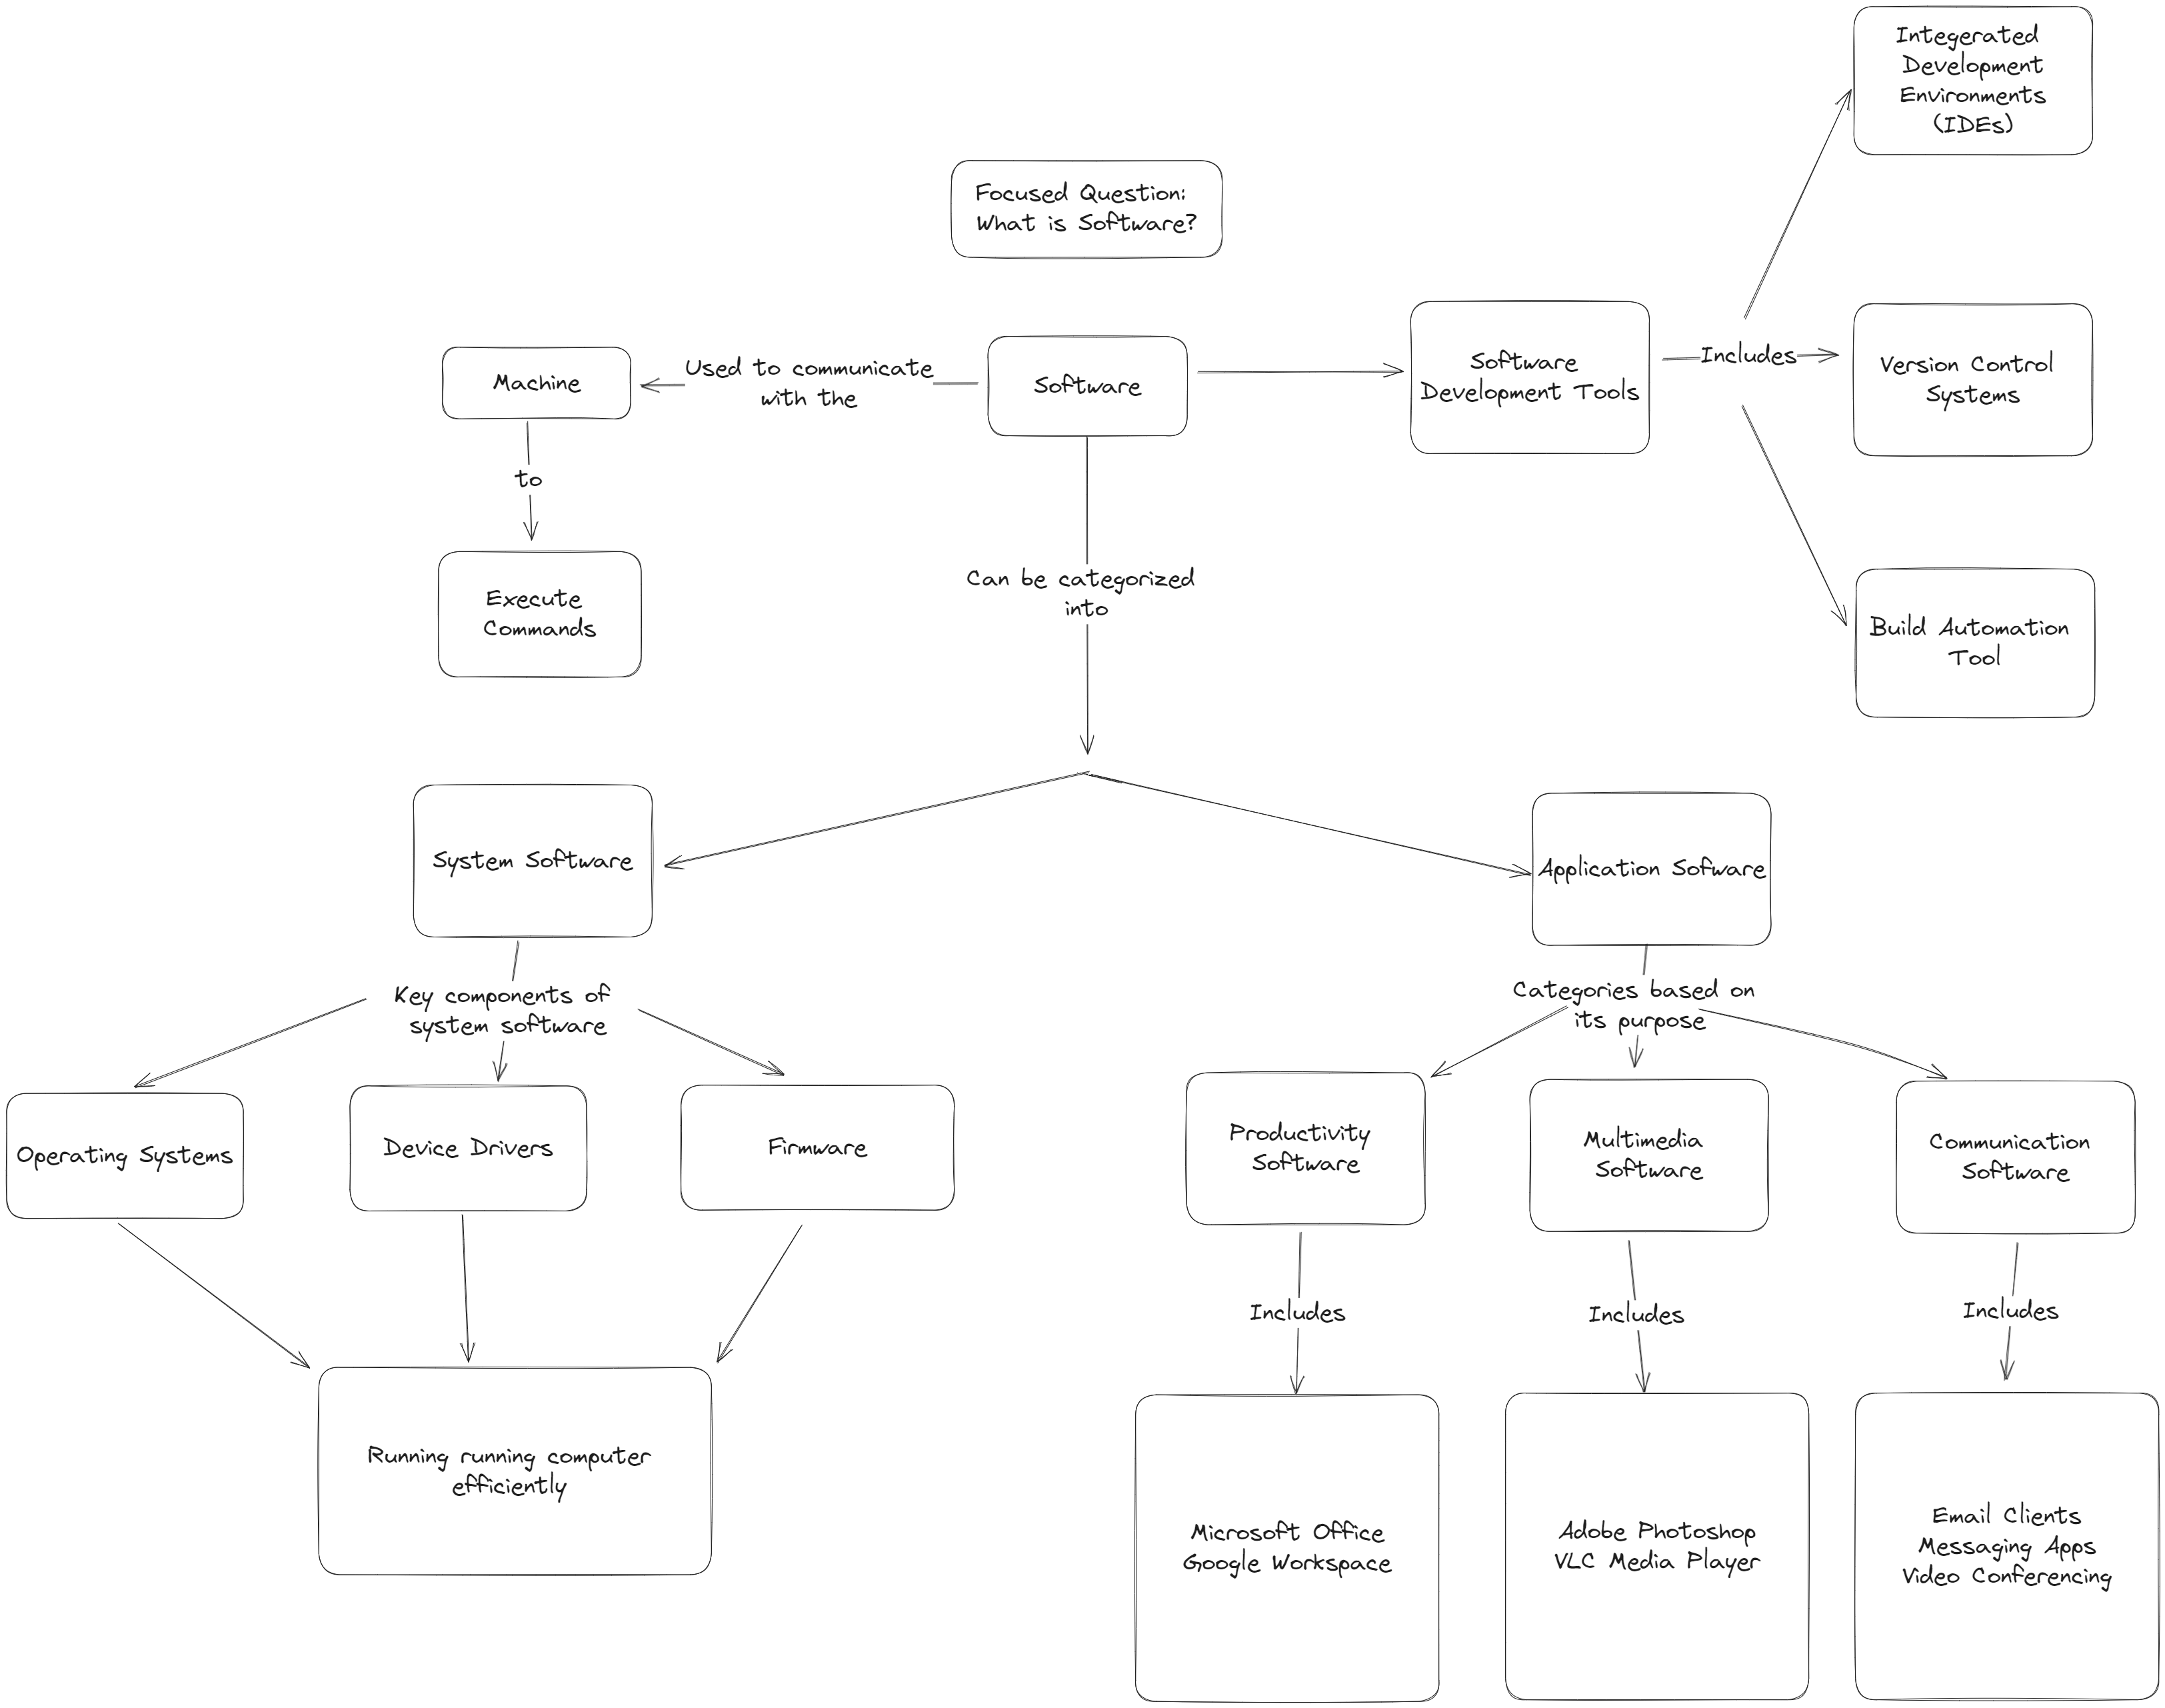 Integerated
Development
Environments
(IDEs)
Focused Question:
What is Software?
Machine
Used to communicate
with the
Software
Software
Development Tools
Includes
Version Control
Systems
to
Execute
Commands
Can be categorized
into
Build Automation
Tool
System Software
Application Sofware
Key components of
system software
Categories based on
its purpose
Operating Systems
Device Drivers
Firmware
Productivity
Software
Multimedia
Software
Communication
Software
Includes
Includes
Includes
Running running computer
efficiently
Microsoft Office
Google Workspace
Adobe Photoshop
VLC Media Player
Email Clients
Messaging Apps
Video Conferencing